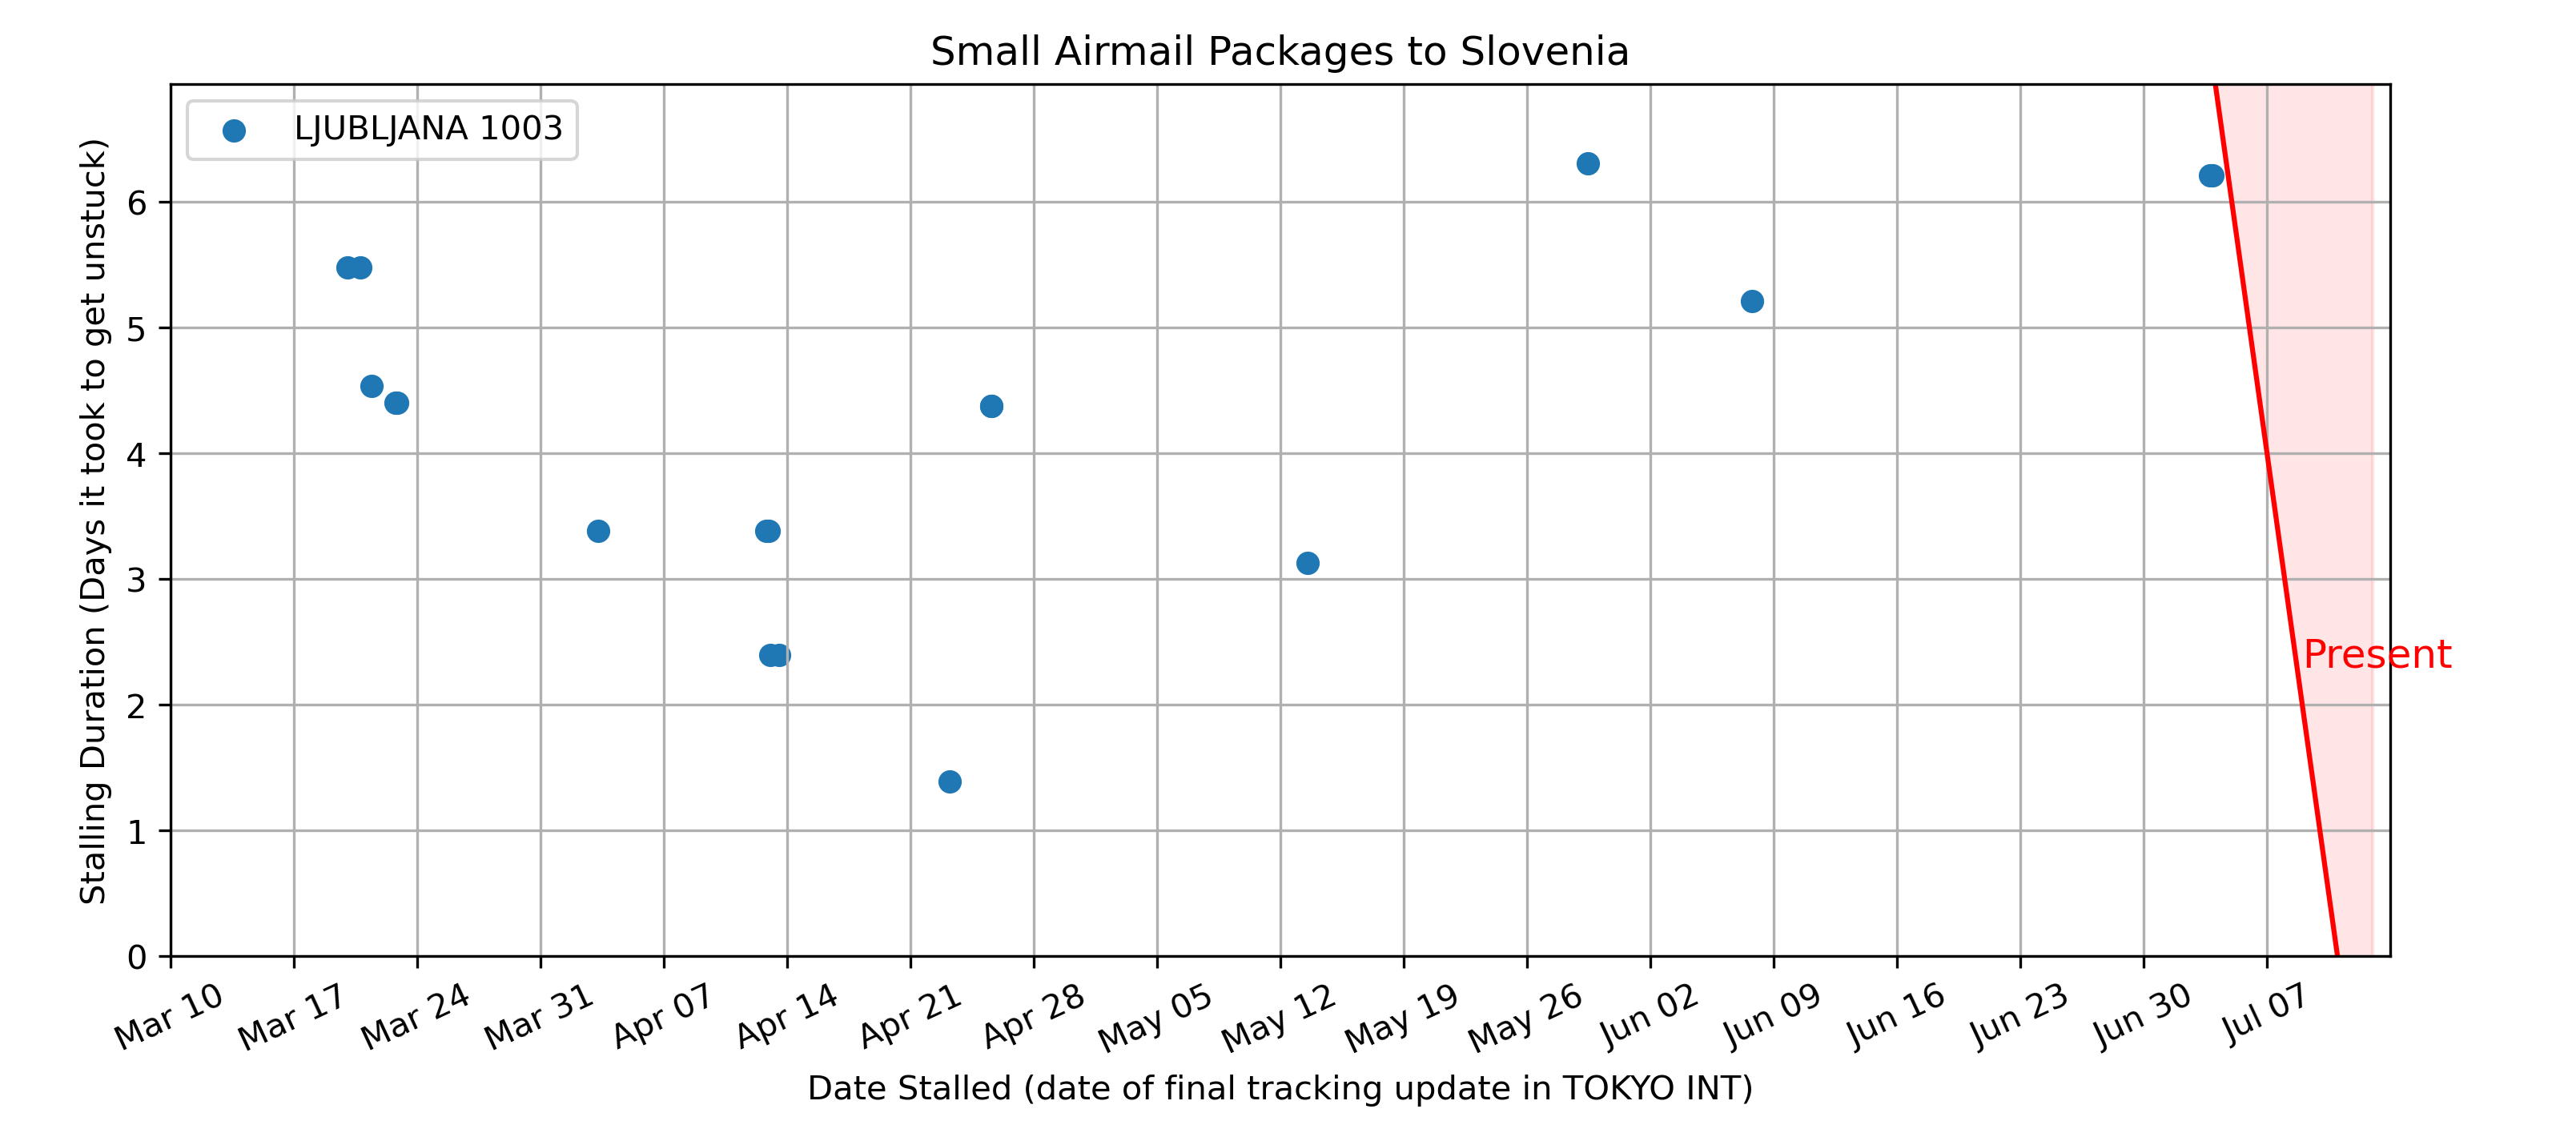 Small Airmail Packages to Slovenia
LJUBLJANA 1003
Stalling Duration (Days it took to get unstuck)
6
5
4
3
2
1
0
Present
Mar 10
Mar 17
Mar 24
Mar 31
Apr 07
Apr 14
Apr 21
Apr 28
May 05
May 12
May 19
May 26
Jun 02
Jun 09
Jun 16
Jun 23
Jun 30
Jul 07
Date Stalled (date of final tracking update in TOKYO INT)